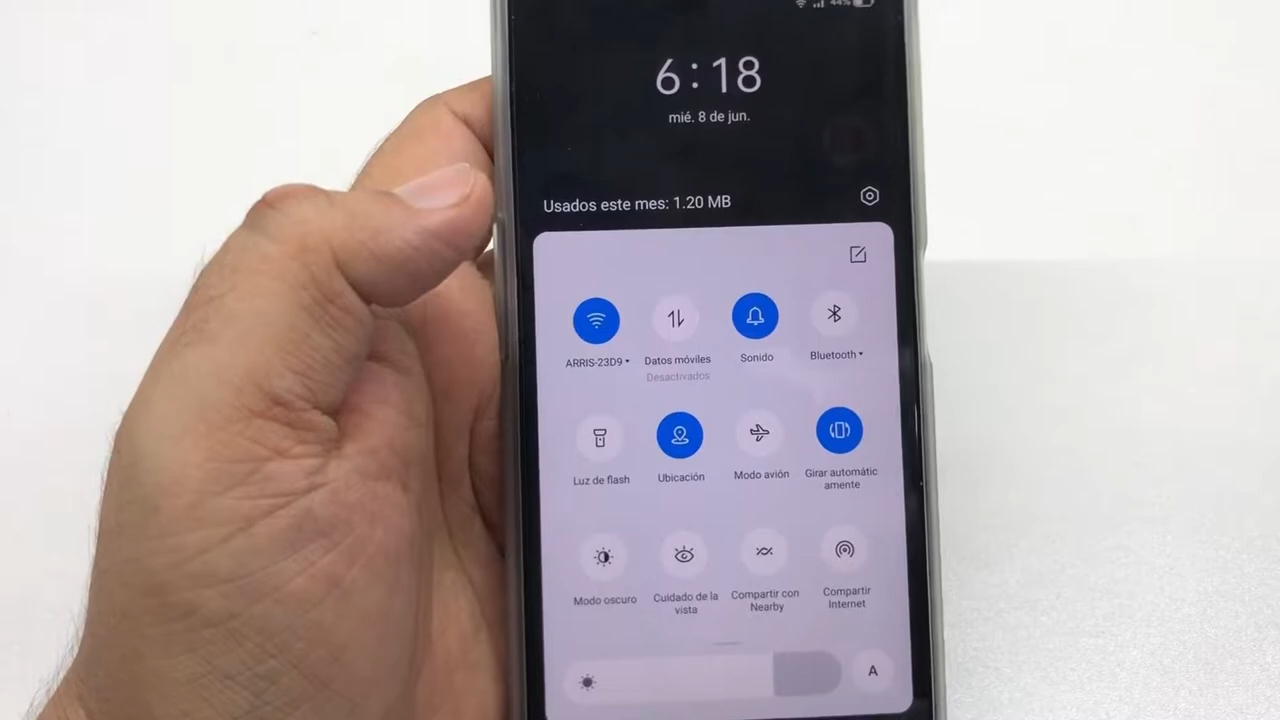 44%
6:18
mié. 8 de jun.
Usados este mes: 1.20 MB
ARRIS-23D9
Datos móviles
Desactivados
Sonido
Bluetooth
Luz de flash
Ubicación
Modo avión
Girar automátic
amente
Modo oscuro
Cuidado de la
vista
Compartir con
Nearby
Compartir
Internet
A